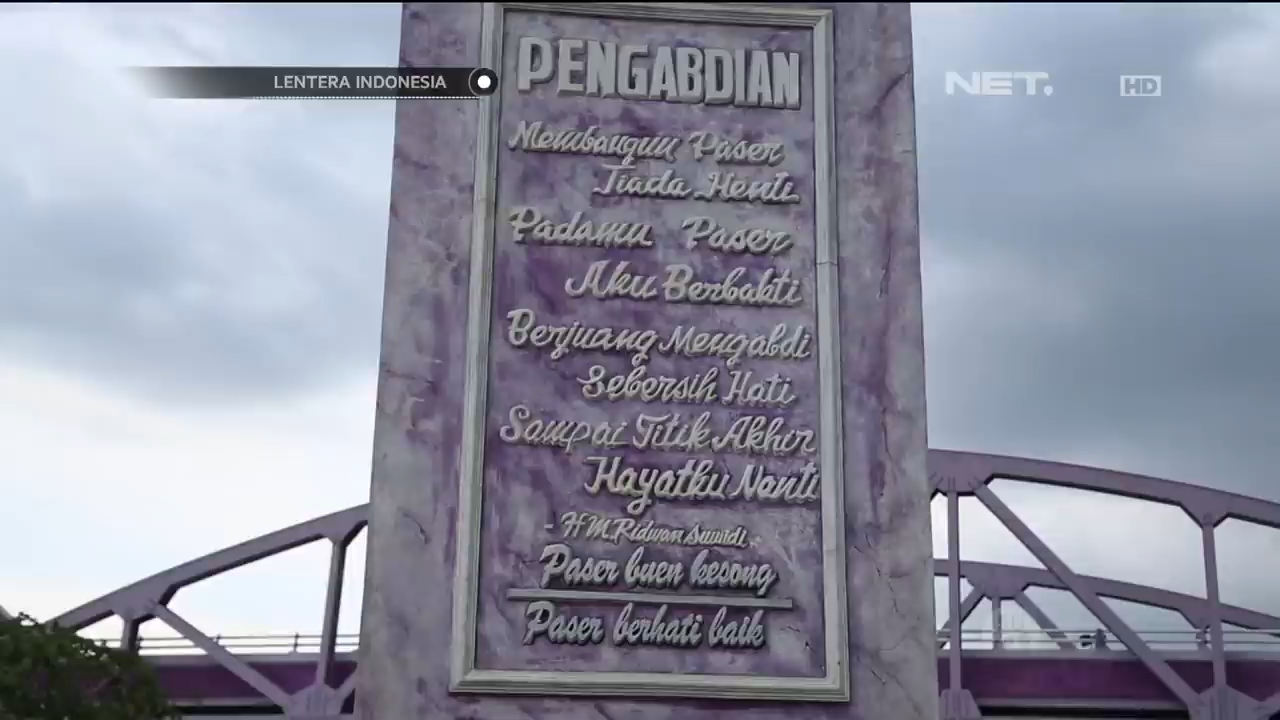 LENTERA INDONESIA
NET.
HD
PENGABDIAN
Membangun Paser
Tiada Henti
Padamu Paser
Aku Berbakti
Berjuang Mengabdi
Sebersih Hati
Sampai Titik Akhir
Hayatku Nanti
- HM. Ridwan Suwidi -
Paser buen kesong
Paser berhati baik